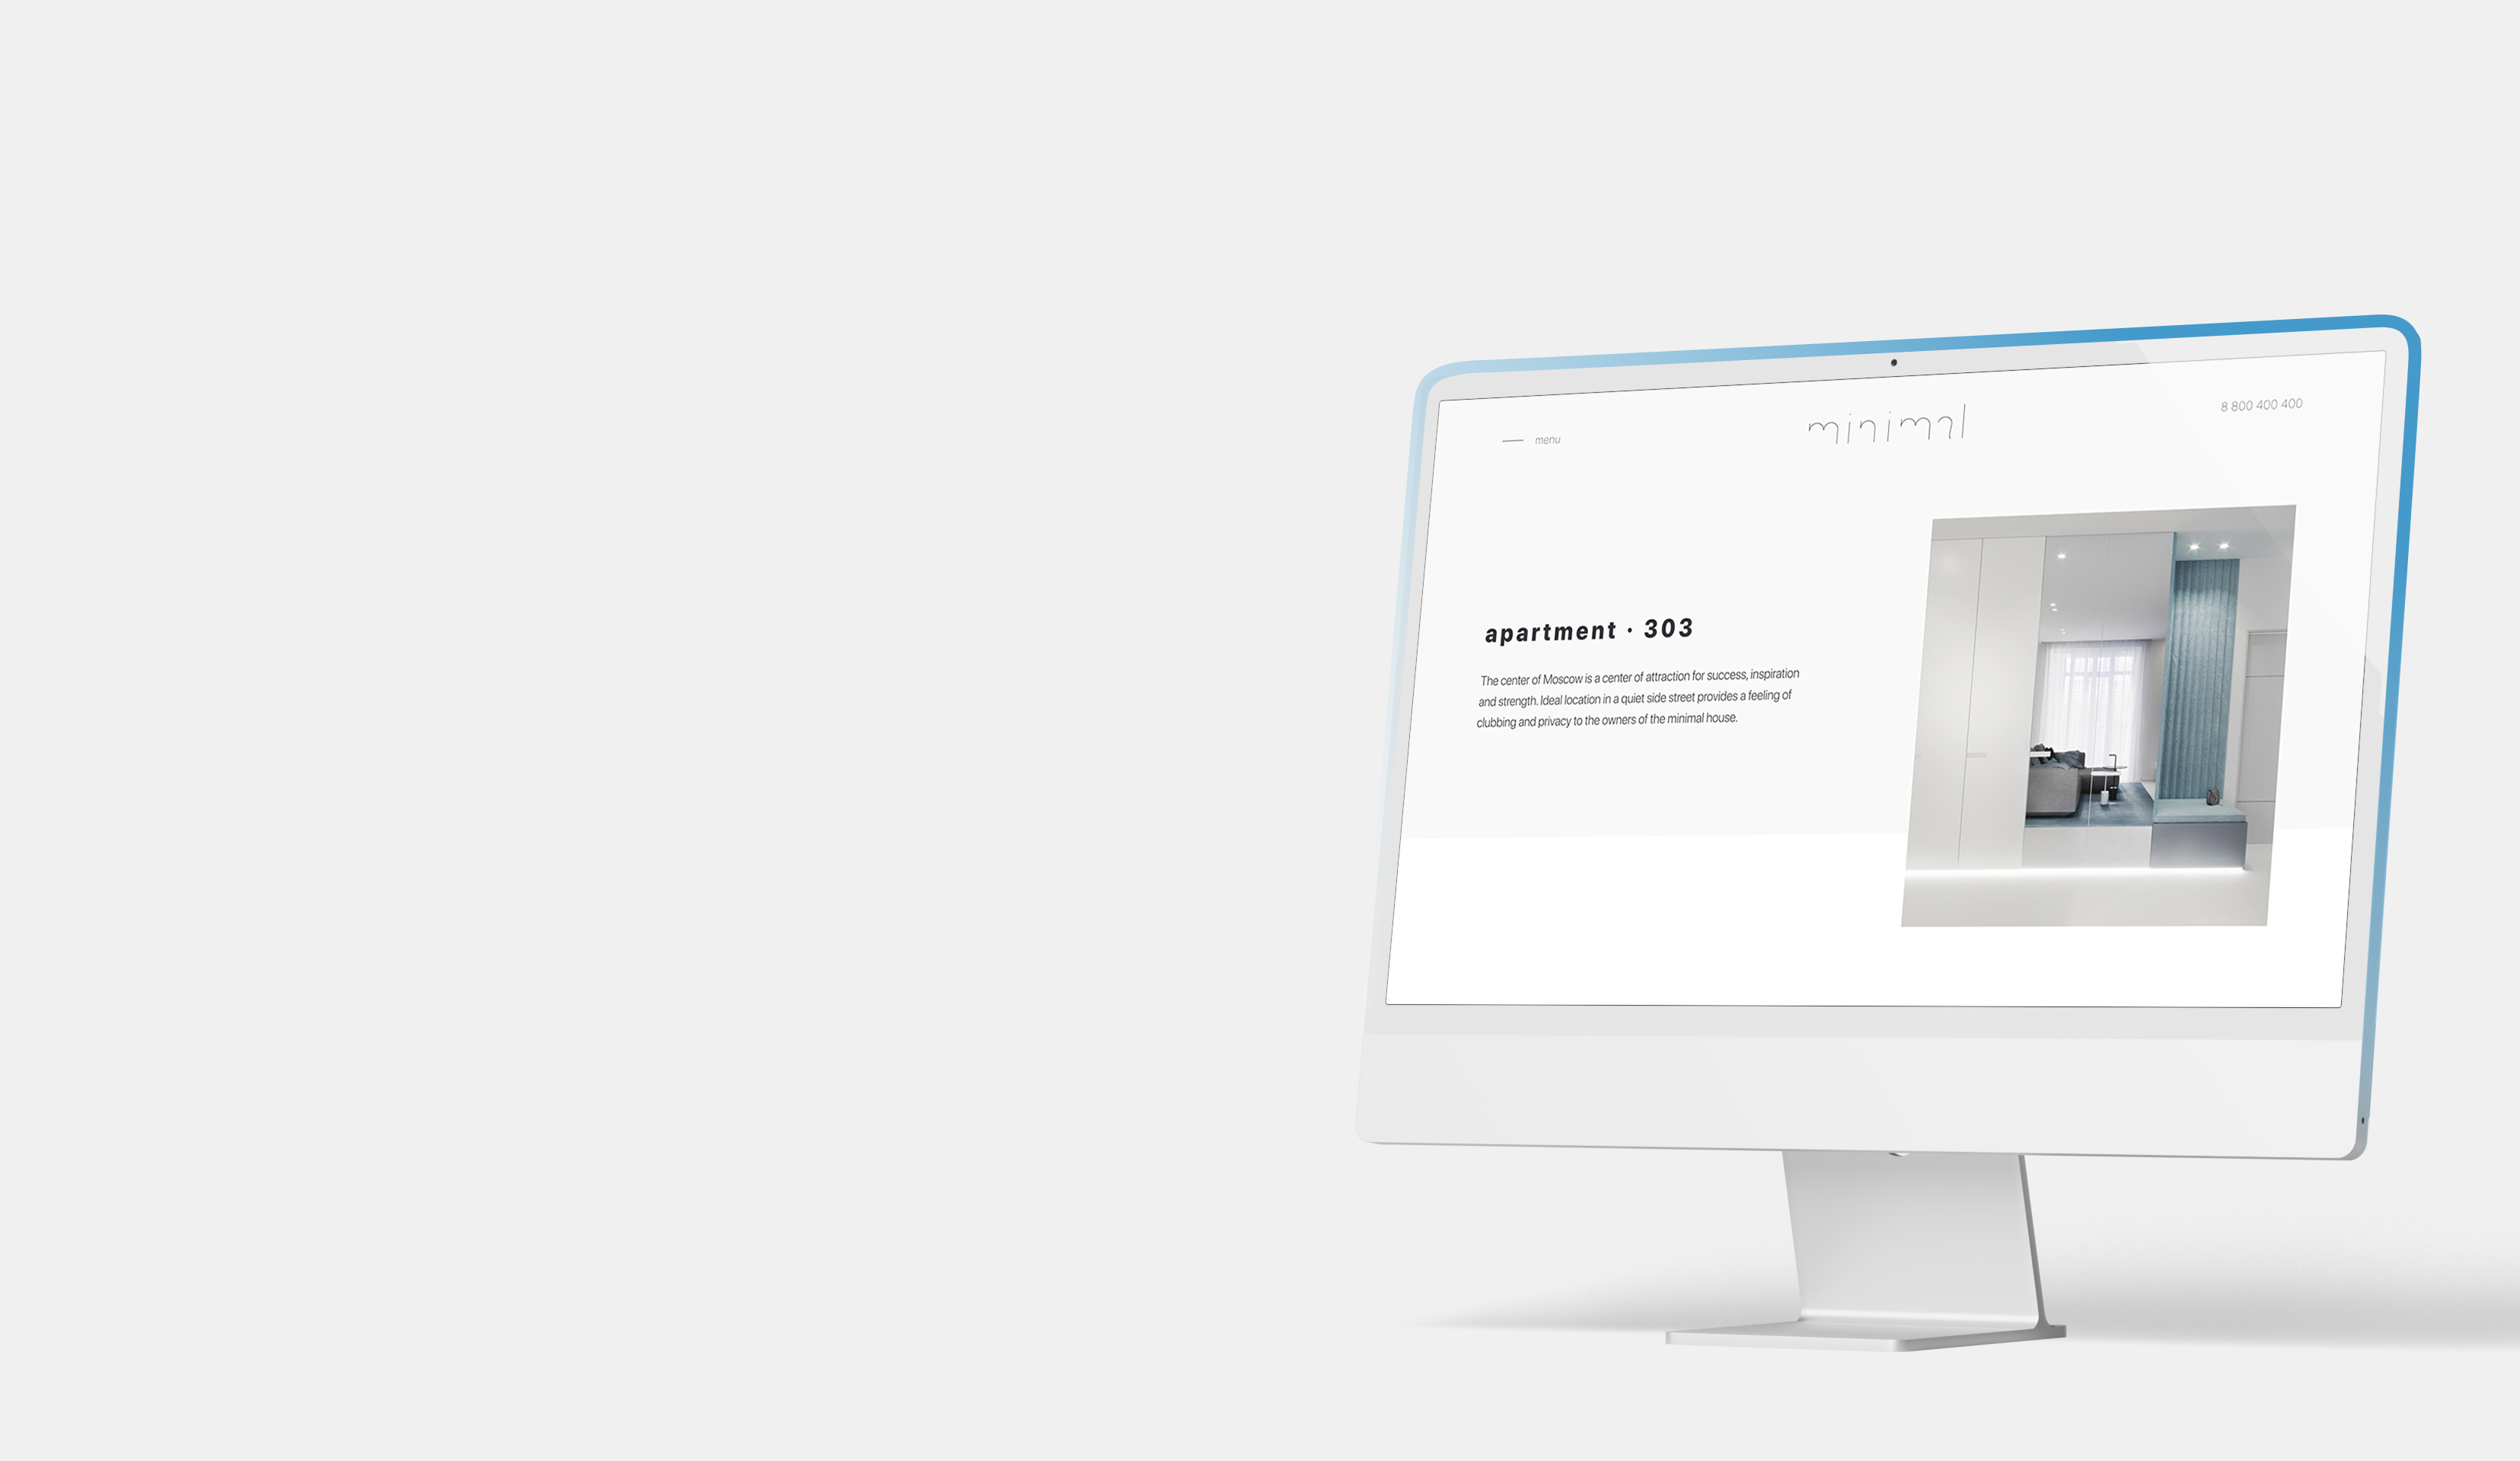 menu
minimal
8 800 400 400
apartment · 303
The center of Moscow is a center of attraction for success, inspiration
and strength. Ideal location in a quiet side street provides a feeling of
clubbing and privacy to the owners of the minimal house.